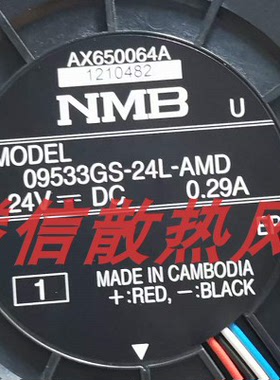 AX650064A
1210482
NMB U
MODEL
09533GS-24L-AMD
24V - DC 0.29A
信散热风
1
MADE IN CAMBODIA
+:RED, -:BLACK